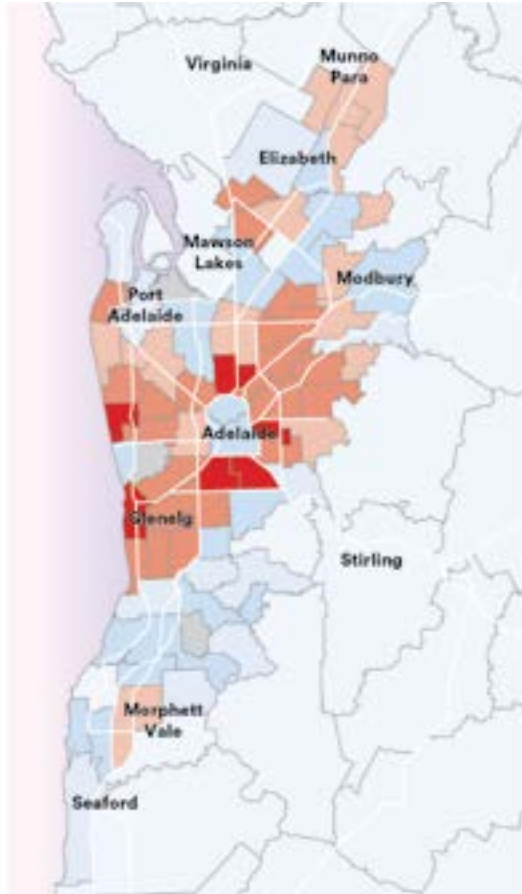 Munno
Para
Virginia
Elizabeth
Mawson
Lakes
Modbury
Port
Adelaide
Adelaide
Glenelg
Stirling
Morphett
Vale
Seaford